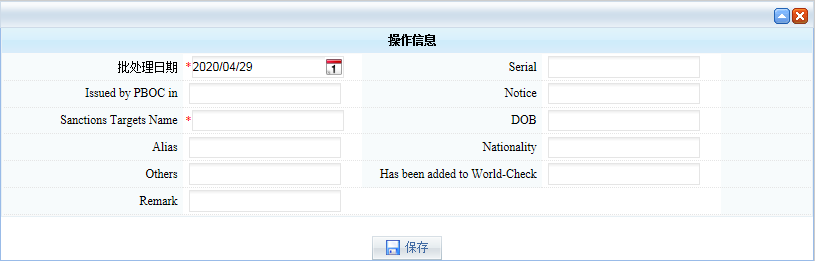 操作信息
批处理日期 *2020/04/29 1 Serial
Issued by PBOC in Notice
Sanctions Targets Name * DOB
Alias Nationality
Others Has been added to World-Check
Remark
保存